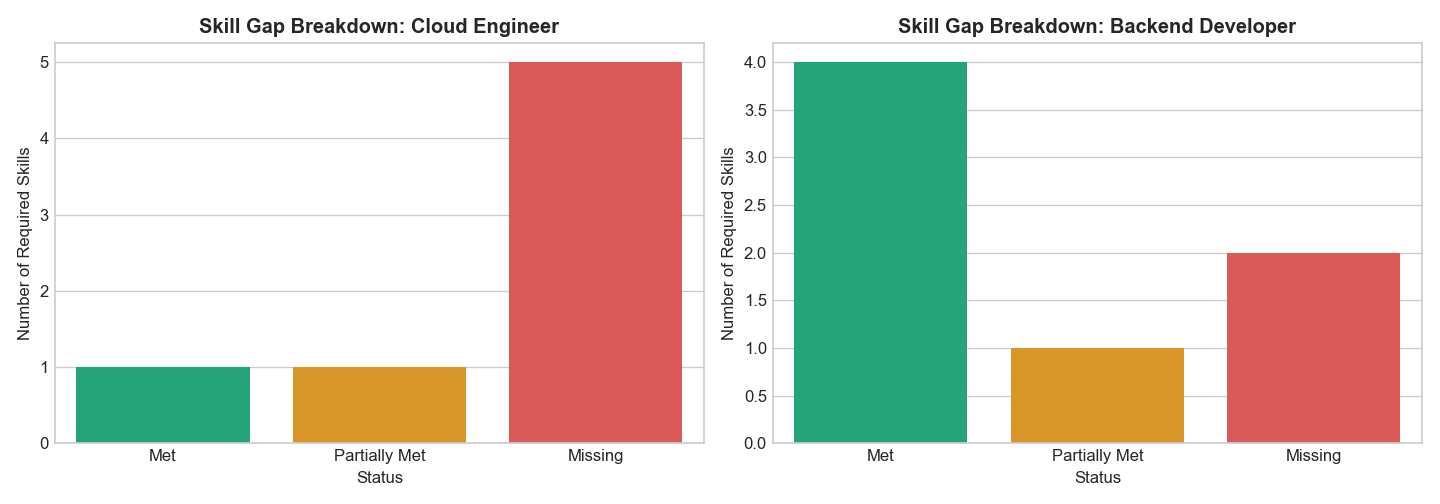 Skill Gap Breakdown: Cloud Engineer
Number of Required Skills
5
4
3
2
1
0
Met
Partially Met
Missing
Status
Skill Gap Breakdown: Backend Developer
Number of Required Skills
4.0
3.5
3.0
2.5
2.0
1.5
1.0
0.5
0.0
Met
Partially Met
Missing
Status